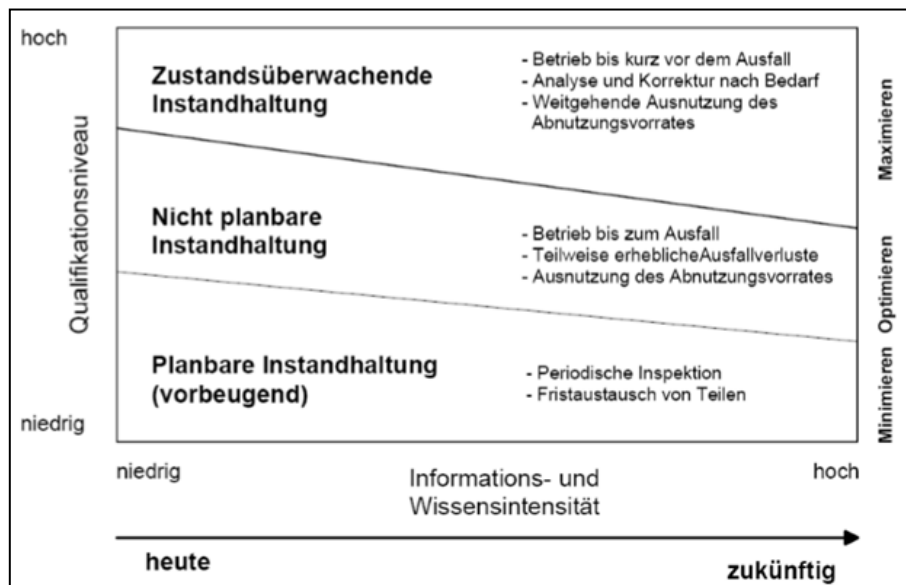 hoch
Qualifikationsniveau
niedrig
Zustandsüberwachende
Instandhaltung
- Betrieb bis kurz vor dem Ausfall
- Analyse und Korrektur nach Bedarf
- Weitgehende Ausnutzung des
Abnutzungsvorrates
Maximieren
Nicht planbare
Instandhaltung
- Betrieb bis zum Ausfall
- Teilweise erheblicheAusfallverluste
- Ausnutzung des Abnutzungsvorrates
Optimieren
Planbare Instandhaltung
(vorbeugend)
- Periodische Inspektion
- Fristaustausch von Teilen
Minimieren
niedrig
Informations- und
Wissensintensität
hoch
heute
zukünftig